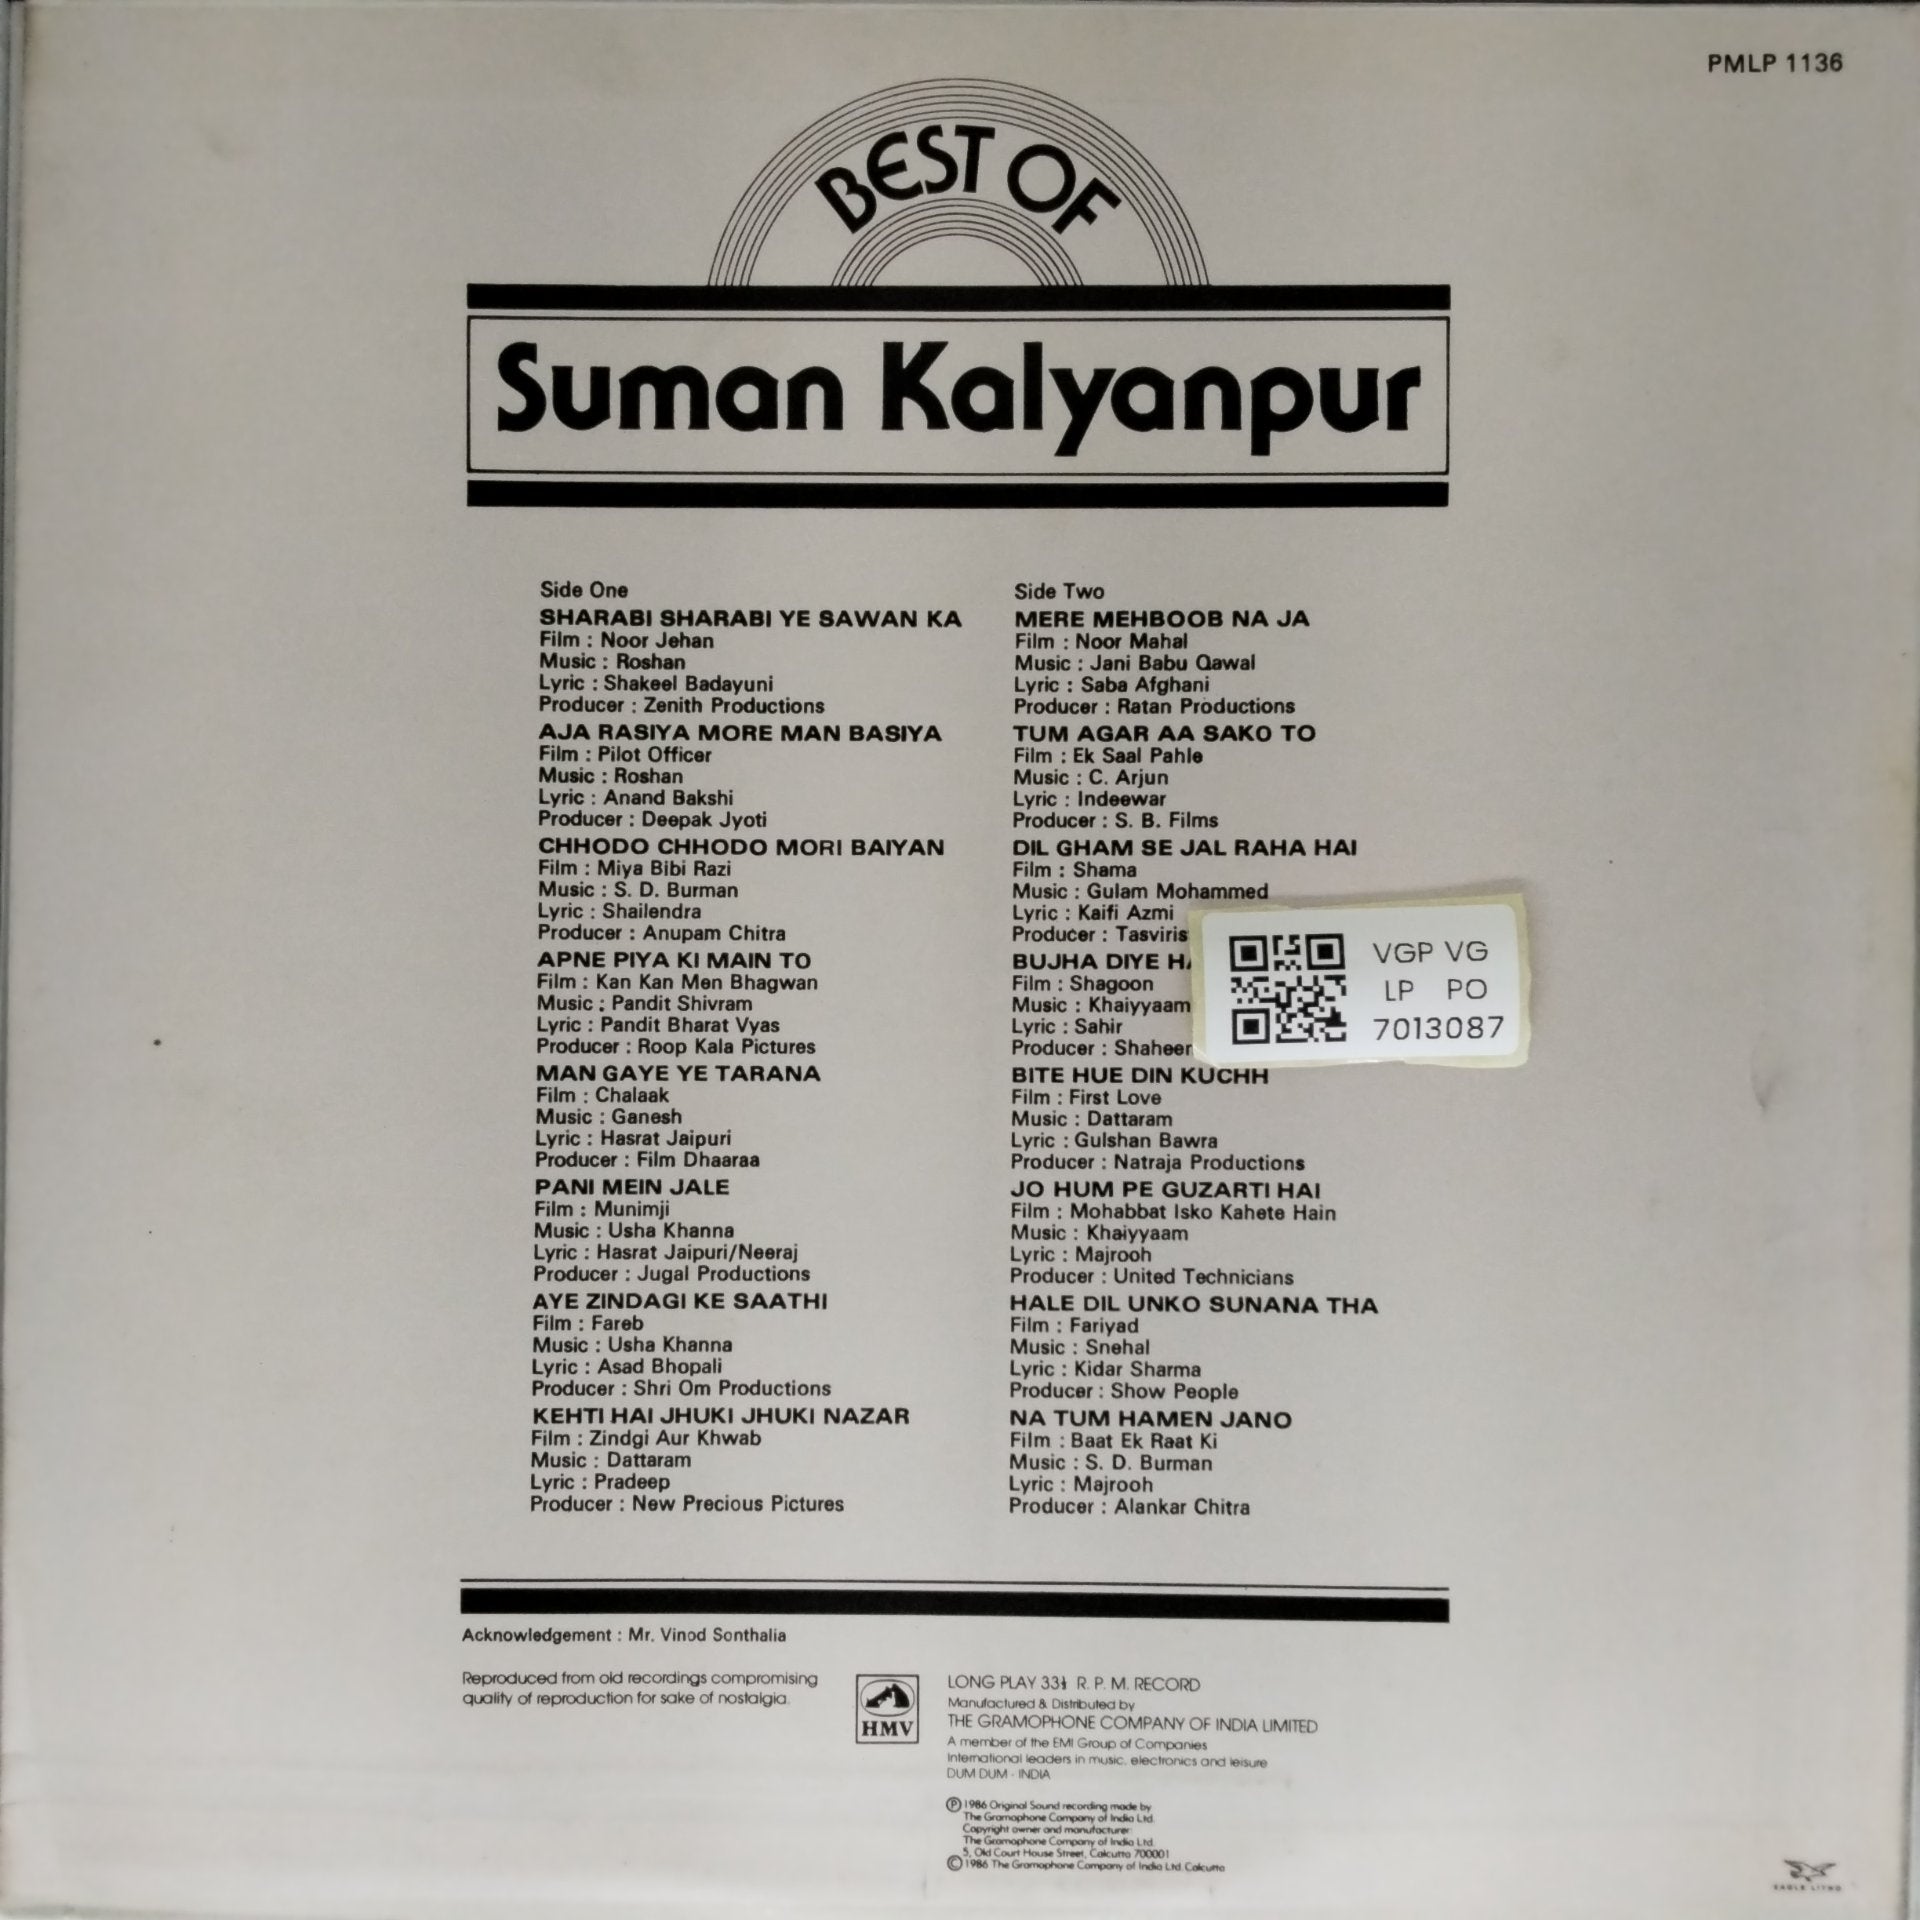 PMLP 1136
BEST OF
Suman Kalyanpur
Side One
SHARABI SHARABI YE SAWAN KA
Film : Noor Jehan
Music : Roshan
Lyric : Shakeel Badayuni
Producer : Zenith Productions
AJA RASIYA MORE MAN BASIYA
Film : Pilot Officer
Music : Roshan
Lyric : Anand Bakshi
Producer : Deepak Jyoti
CHHODO CHHODO MORI BAIYAN
Film : Miya Bibi Razi
Music : S. D. Burman
Lyric : Shailendra
Producer : Anupam Chitra
APNE PIYA KI MAIN TO
Film : Kan Kan Men Bhagwan
Music : Pandit Shivram
Lyric : Pandit Bharat Vyas
Producer : Roop Kala Pictures
MAN GAYE YE TARANA
Film : Chalaak
Music : Ganesh
Lyric : Hasrat Jaipuri
Producer : Film Dhaaraa
PANI MEIN JALE
Film : Munimji
Music : Usha Khanna
Lyric : Hasrat Jaipuri/Neeraj
Producer : Jugal Productions
AYE ZINDAGI KE SAATHI
Film : Fareb
Music : Usha Khanna
Lyric : Asad Bhopali
Producer : Shri Om Productions
KEHTI HAI JHUKI JHUKI NAZAR
Film : Zindgi Aur Khwab
Music : Dattaram
Lyric : Pradeep
Producer : New Precious Pictures
Side Two
MERE MEHBOOB NA JA
Film : Noor Mahal
Music : Jani Babu Qawal
Lyric : Saba Afghani
Producer : Ratan Productions
TUM AGAR AA SAKO TO
Film : Ek Saal Pahle
Music : C. Arjun
Lyric : Indeewar
Producer : S. B. Films
DIL GHAM SE JAL RAHA HAI
Film : Shama
Music : Gulam Mohammed
Lyric : Kaifi Azmi
Producer :
BUJHA DIYE
Film : Shagoon
Music : Khaiyyaam
Lyric : Sahir
Producer :
BITE HUE DIN KUCHH
Film : First Love
Music : Dattaram
Lyric : Gulshan Bawra
Producer : Natraja Productions
JO HUM PE GUZARTI HAI
Film : Mohabbat Isko Kahete Hain
Music : Khaiyyaam
Lyric : Majrooh
Producer : United Technicians
HALE DIL UNKO SUNANA THA
Film : Fariyad
Music : Snehal
Lyric : Kidar Sharma
Producer : Show People
NA TUM HAMEN JANO
Film : Baat Ek Raat Ki
Music : S. D. Burman
Lyric : Majrooh
Producer : Alankar Chitra
VGP VG
LP PO
7013087
Acknowledgement : Mr. Vinod Sonthalia
Reproduced from old recordings compromising
quality of reproduction for sake of nostalgia.
HMV
LONG PLAY 33⅓ R. P. M. RECORD
Manufactured & Distributed by
THE GRAMOPHONE COMPANY OF INDIA LIMITED
A member of the EMI Group of Companies
International leaders in music, electronics and leisure
DUM DUM - INDIA
Ⓟ 1986 Original Sound recording made by
The Gramophone Company of India Ltd.
Copyright owner and manufacturer:
The Gramophone Company of India Ltd.
5, Old Court House Street, Calcutta 700001
© 1986 The Gramophone Company of India Ltd. Calcutta
EAGLE LITHO